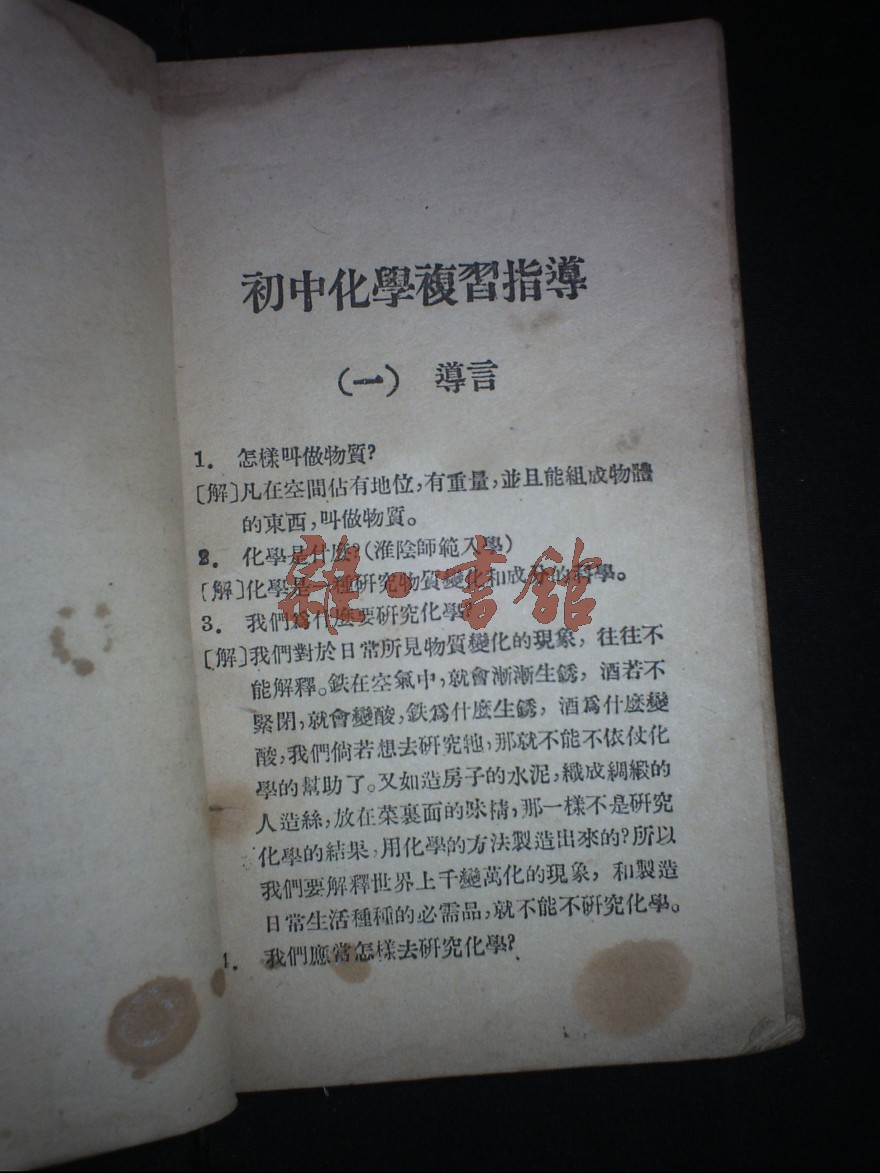 初中化學複習指導
（一） 導言
1. 怎樣叫做物質?
[解]凡在空間佔有地位,有重量,並且能組成物體
的東西,叫做物質。
2. 化學是什麼?(淮陰師範入學)
[解]化學是一種研究物質變化和成分的科學。
3. 我們爲什麼要研究化學?
[解]我們對於日常所見物質變化的現象，往往不
能解釋。鉄在空氣中,就會漸漸生銹，酒若不
緊閉,就會變酸,鉄爲什麼生銹，酒爲什麼變
酸,我們倘若想去研究牠,那就不能不依仗化
學的幫助了。又如造房子的水泥,織成綢緞的
人造絲,放在菜裏面的味精,那一樣不是研究
化學的結果,用化學的方法製造出來的?所以
我們要解釋世界上千變萬化的現象，和製造
日常生活種種的必需品,就不能不研究化學。
4. 我們應當怎樣去研究化學?
雜·書館